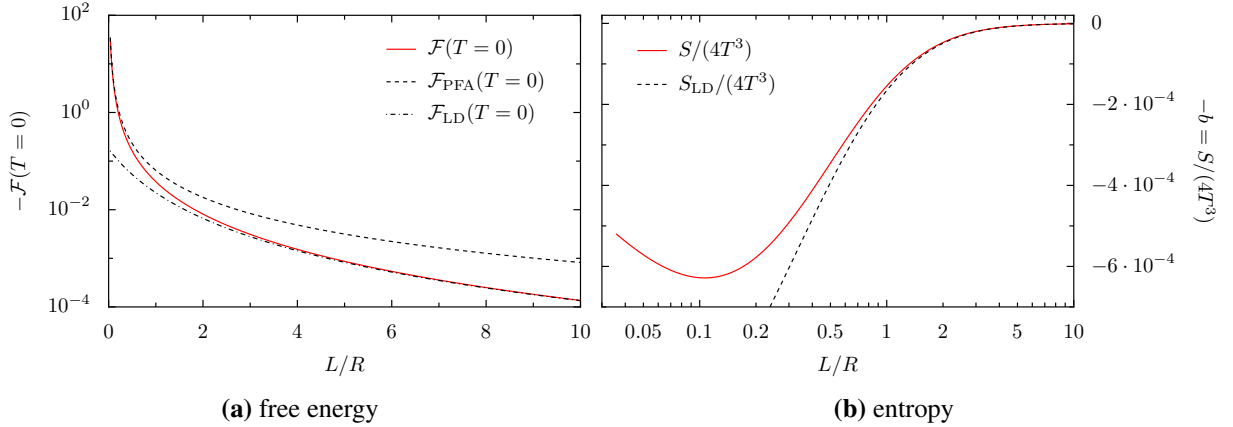 10^2
10^0
10^−2
10^−4
−F(T = 0)
F(T = 0)
F_PFA(T = 0)
F_LD(T = 0)
0 2 4 6 8 10
L/R
(a) free energy
S/(4T^3)
S_LD/(4T^3)
0
−2 · 10^−4
−4 · 10^−4
−6 · 10^−4
−b = S/(4T^3)
0.05 0.1 0.2 0.5 1 2 5 10
L/R
(b) entropy